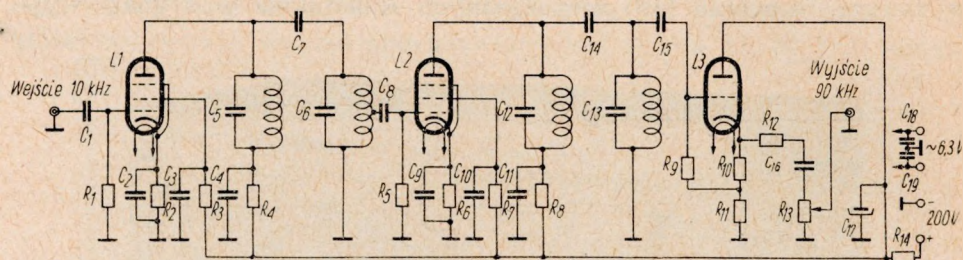 Wejście 10 kHz
C1
R1
L1
C2
R2
C3
R3
C4
R4
C5
C7
C6
C8
R5
L2
C9
R6
C10
R7
C11
R8
C12
C14
C13
C15
R9
L3
R10
R11
R12
C16
R13
Wyjście
90 kHz
C17
C18
~6,3V
C19
-
200V
+
R14